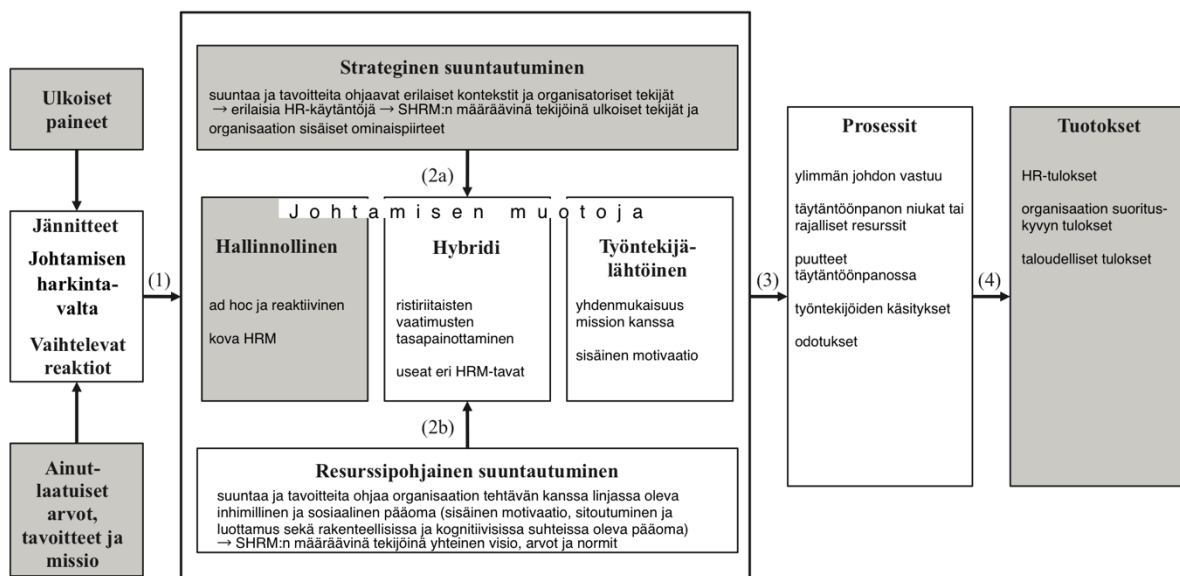 Ulkoiset
paineet
Jännitteet
Johtamisen
harkinta-
valta
Vaihtelevat
reaktiot
Ainut-
laatuiset
arvot,
tavoitteet ja
missio
(1)
Strateginen suuntautuminen
suuntaa ja tavoitteita ohjaavat erilaiset kontekstit ja organisatoriset tekijät
→ erilaisia HR-käytäntöjä → SHRM:n määräävinä tekijöinä ulkoiset tekijät ja
organisaation sisäiset ominaispiirteet
(2a)
Johtamisen muotoja
Hallinnollinen
ad hoc ja reaktiivinen
kova HRM
Hybridi
ristiriitaisten
vaatimusten
tasapainottaminen
useat eri HRM-tavat
Työntekijä-
lähtöinen
yhdenmukaisuus
mission kanssa
sisäinen motivaatio
(2b)
Resurssipohjainen suuntautuminen
suuntaa ja tavoitteita ohjaa organisaation tehtävän kanssa linjassa oleva
inhimillinen ja sosiaalinen pääoma (sisäinen motivaatio, sitoutuminen ja
luottamus sekä rakenteellisissa ja kognitiivisissa suhteissa oleva pääoma)
→ SHRM:n määräävinä tekijöinä yhteinen visio, arvot ja normit
(3)
Prosessit
ylimmän johdon vastuu
täytäntöönpanon niukat tai
rajalliset resurssit
puutteet
täytäntöönpanossa
työntekijöiden käsitykset
odotukset
(4)
Tuotokset
HR-tulokset
organisaation suoritus-
kyvyn tulokset
taloudelliset tulokset